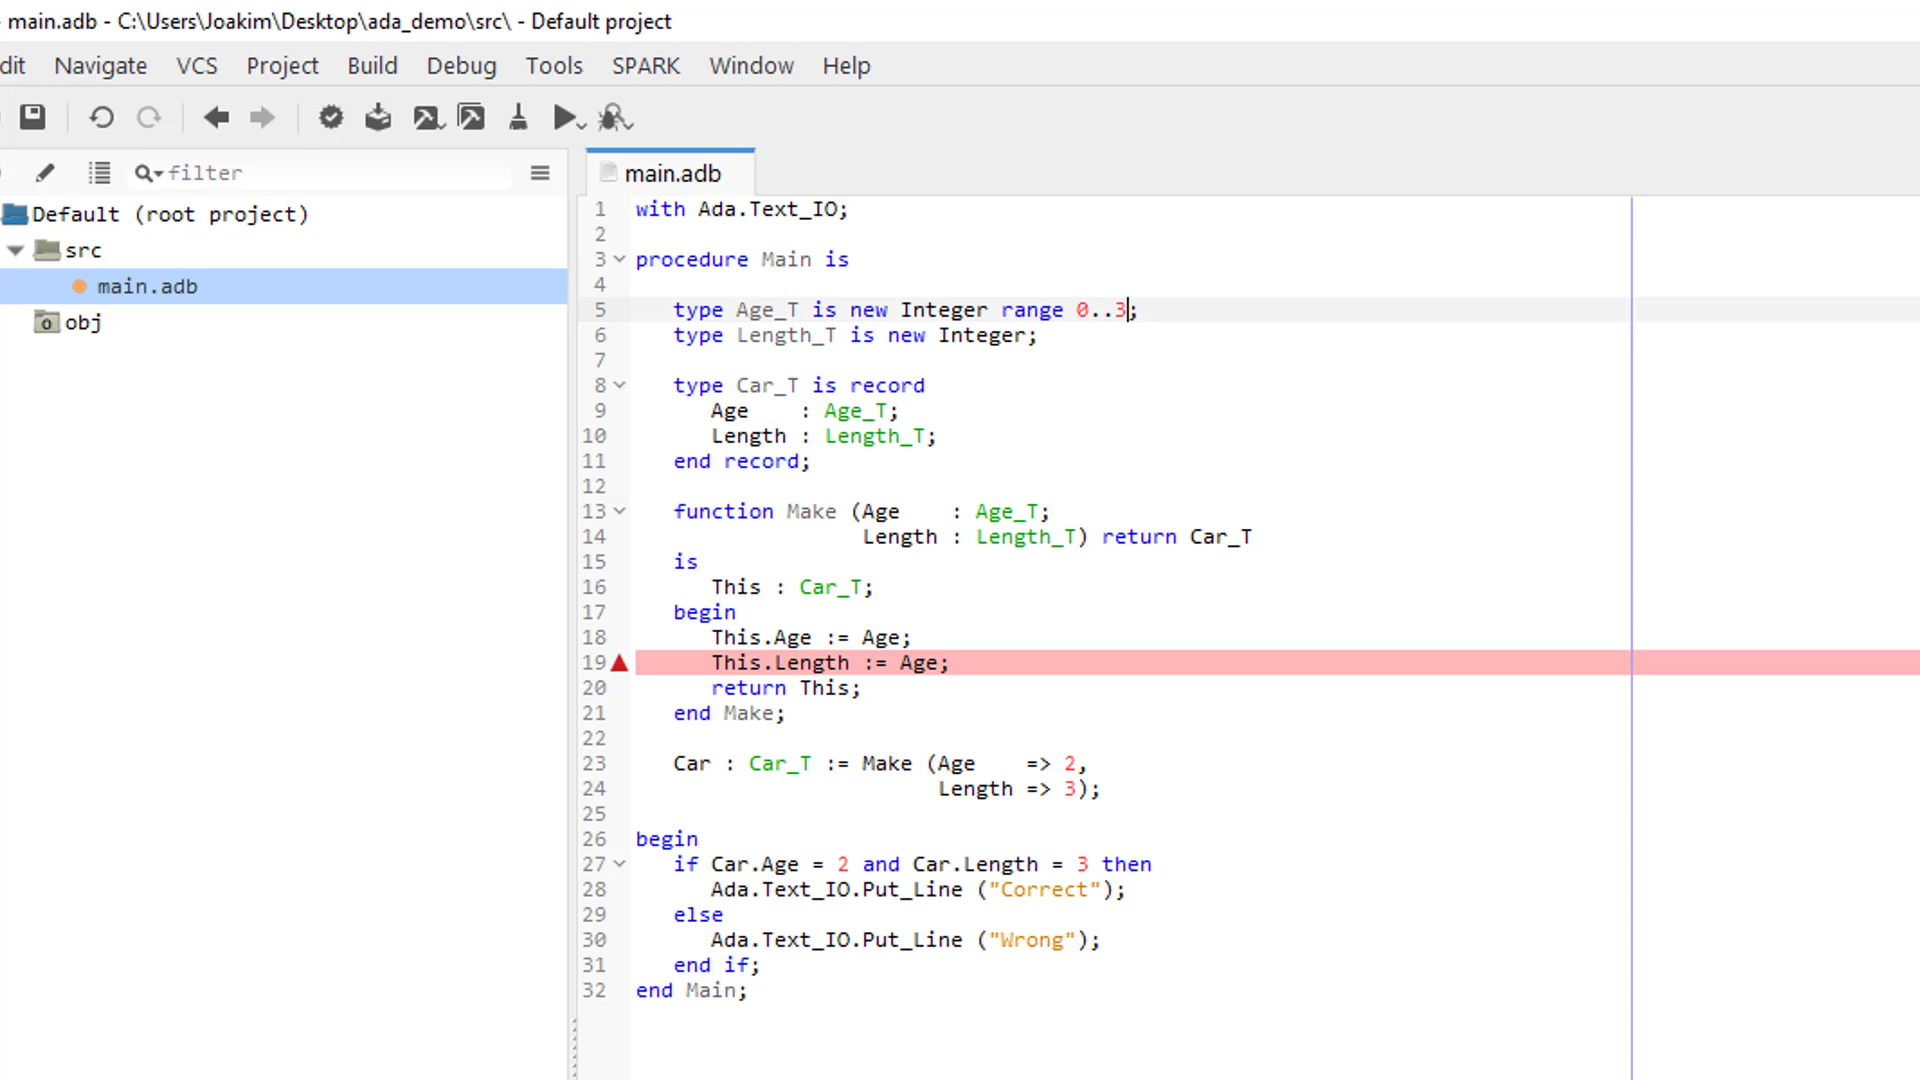 main.adb - C:\Users\Joakim\Desktop\ada_demo\src\ - Default project
dit Navigate VCS Project Build Debug Tools SPARK Window Help
filter
Default (root project)
src
main.adb
obj
main.adb
1 with Ada.Text_IO;
2
3 procedure Main is
4
5 type Age_T is new Integer range 0..3;
6 type Length_T is new Integer;
7
8 type Car_T is record
9 Age : Age_T;
10 Length : Length_T;
11 end record;
12
13 function Make (Age : Age_T;
14 Length : Length_T) return Car_T
15 is
16 This : Car_T;
17 begin
18 This.Age := Age;
19 This.Length := Age;
20 return This;
21 end Make;
22
23 Car : Car_T := Make (Age => 2,
24 Length => 3);
25
26 begin
27 if Car.Age = 2 and Car.Length = 3 then
28 Ada.Text_IO.Put_Line ("Correct");
29 else
30 Ada.Text_IO.Put_Line ("Wrong");
31 end if;
32 end Main;